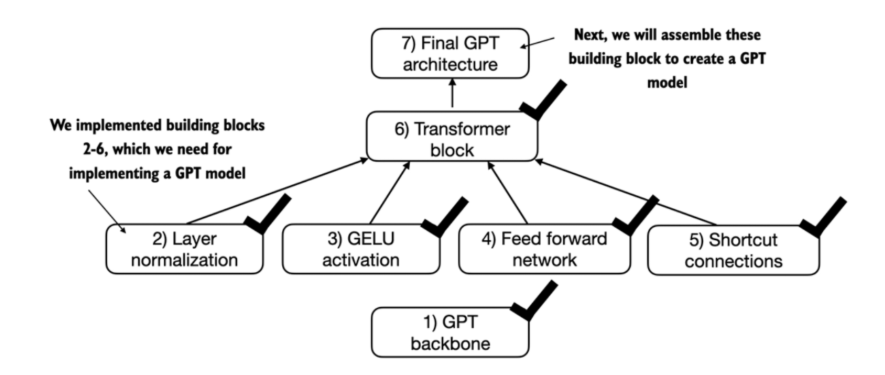 7) Final GPT
architecture
Next, we will assemble these
building block to create a GPT
model
6) Transformer
block
We implemented building blocks
2-6, which we need for
implementing a GPT model
2) Layer
normalization
3) GELU
activation
4) Feed forward
network
5) Shortcut
connections
1) GPT
backbone